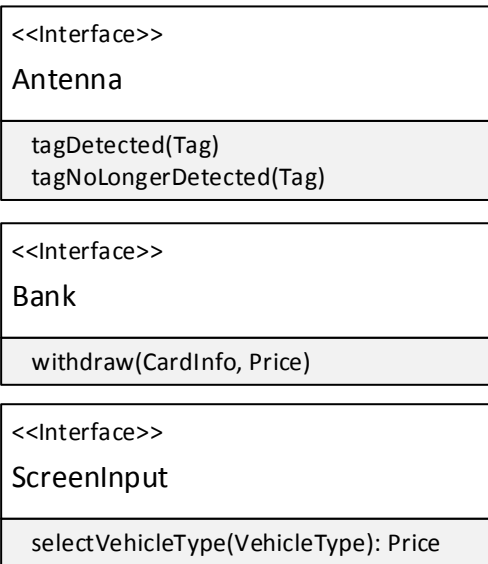 <<Interface>>
Antenna
tagDetected(Tag)
tagNoLongerDetected(Tag)
<<Interface>>
Bank
withdraw(CardInfo, Price)
<<Interface>>
ScreenInput
selectVehicleType(VehicleType): Price